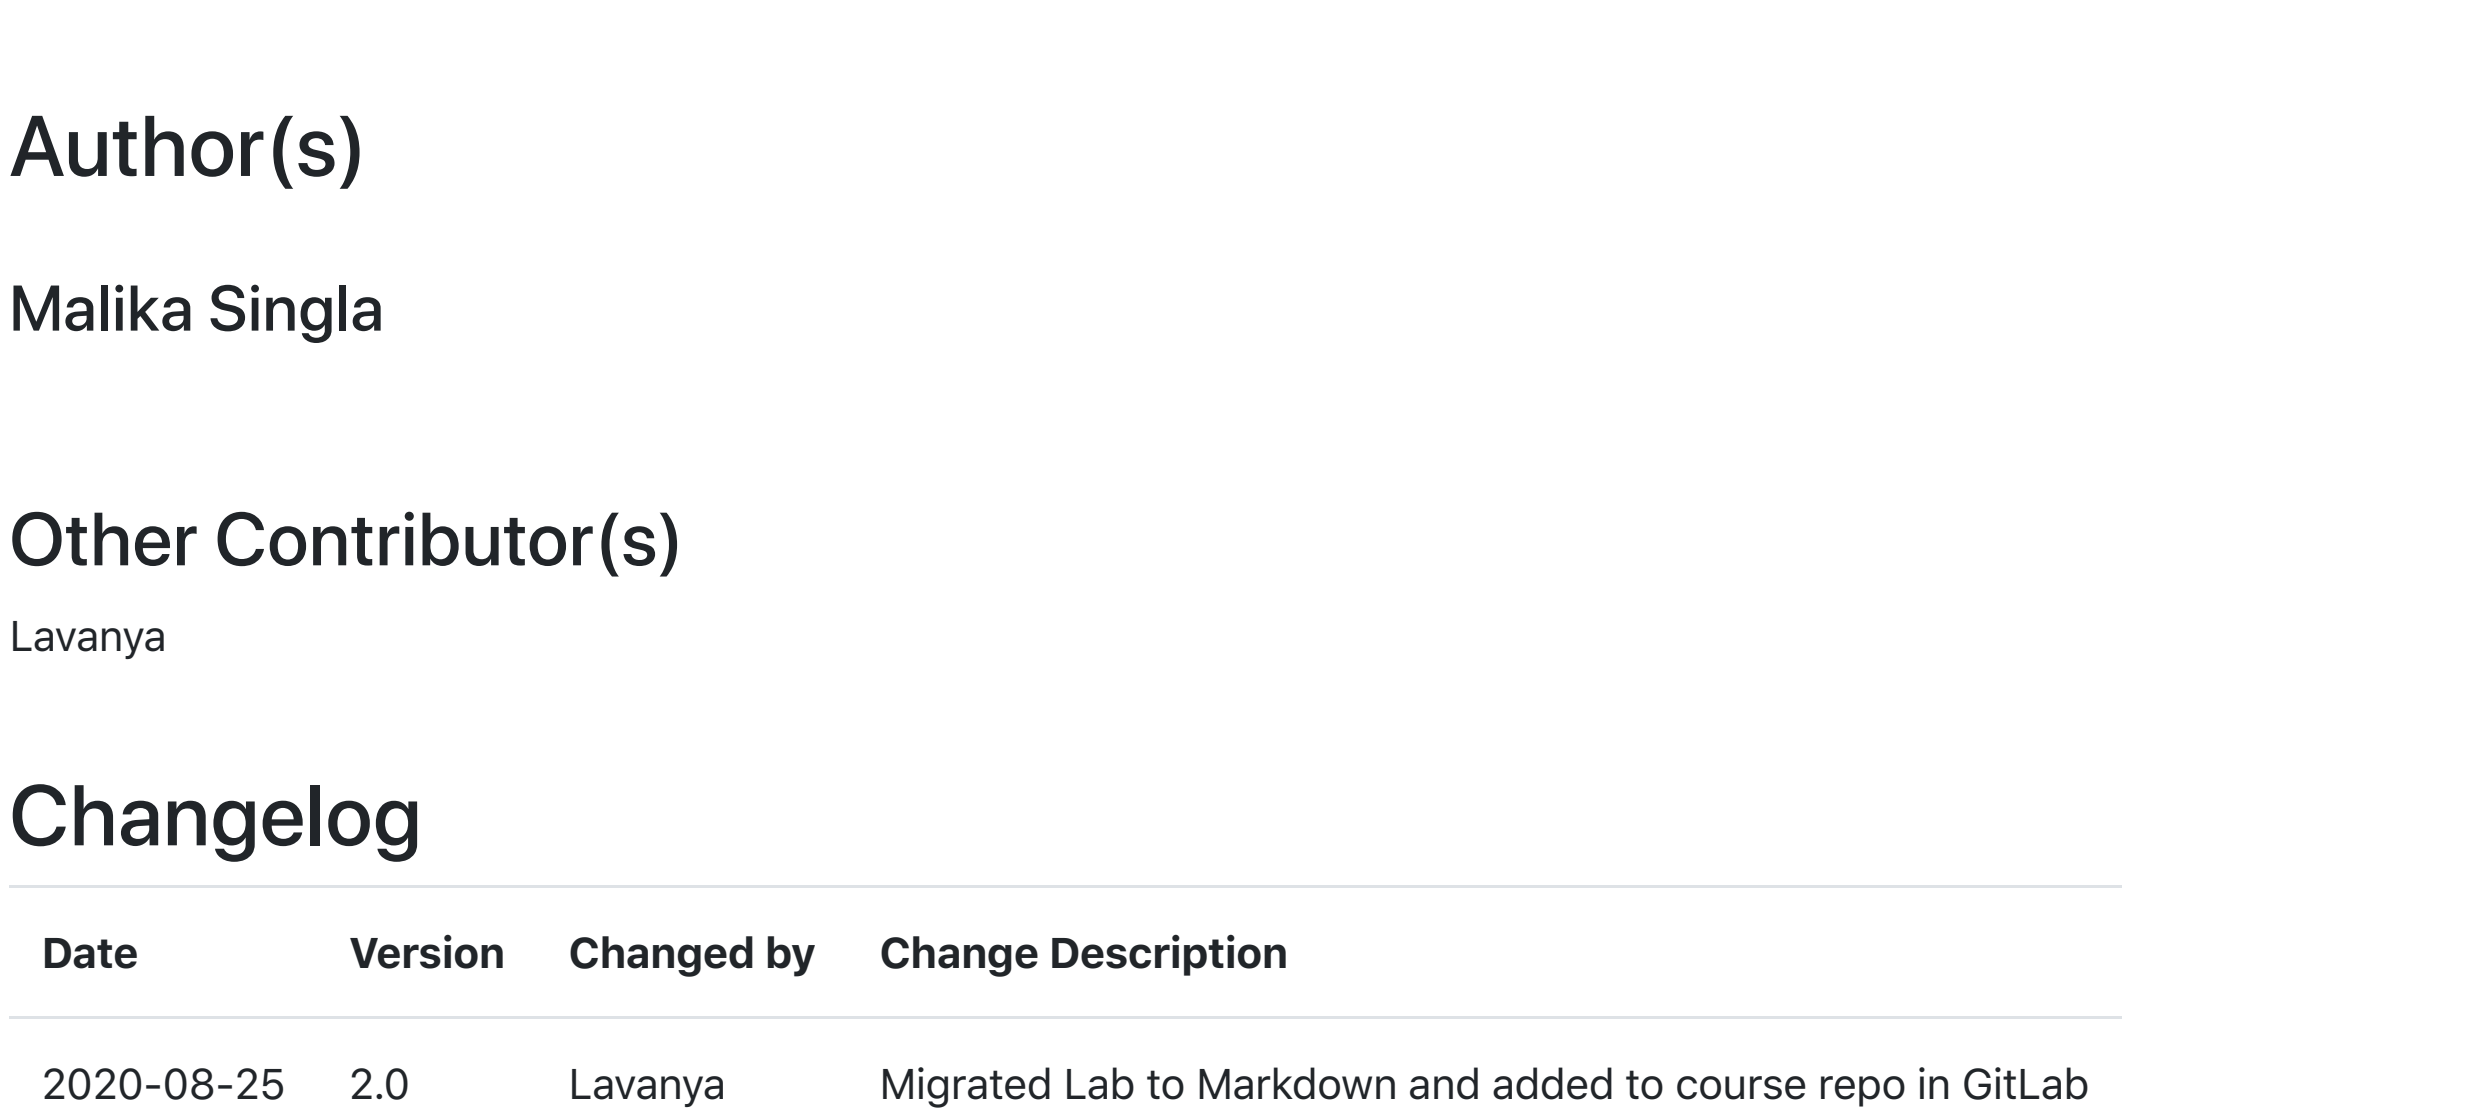 Author(s)
Malika Singla
Other Contributor(s)
Lavanya
Changelog
Date Version Changed by Change Description
2020-08-25 2.0 Lavanya Migrated Lab to Markdown and added to course repo in GitLab